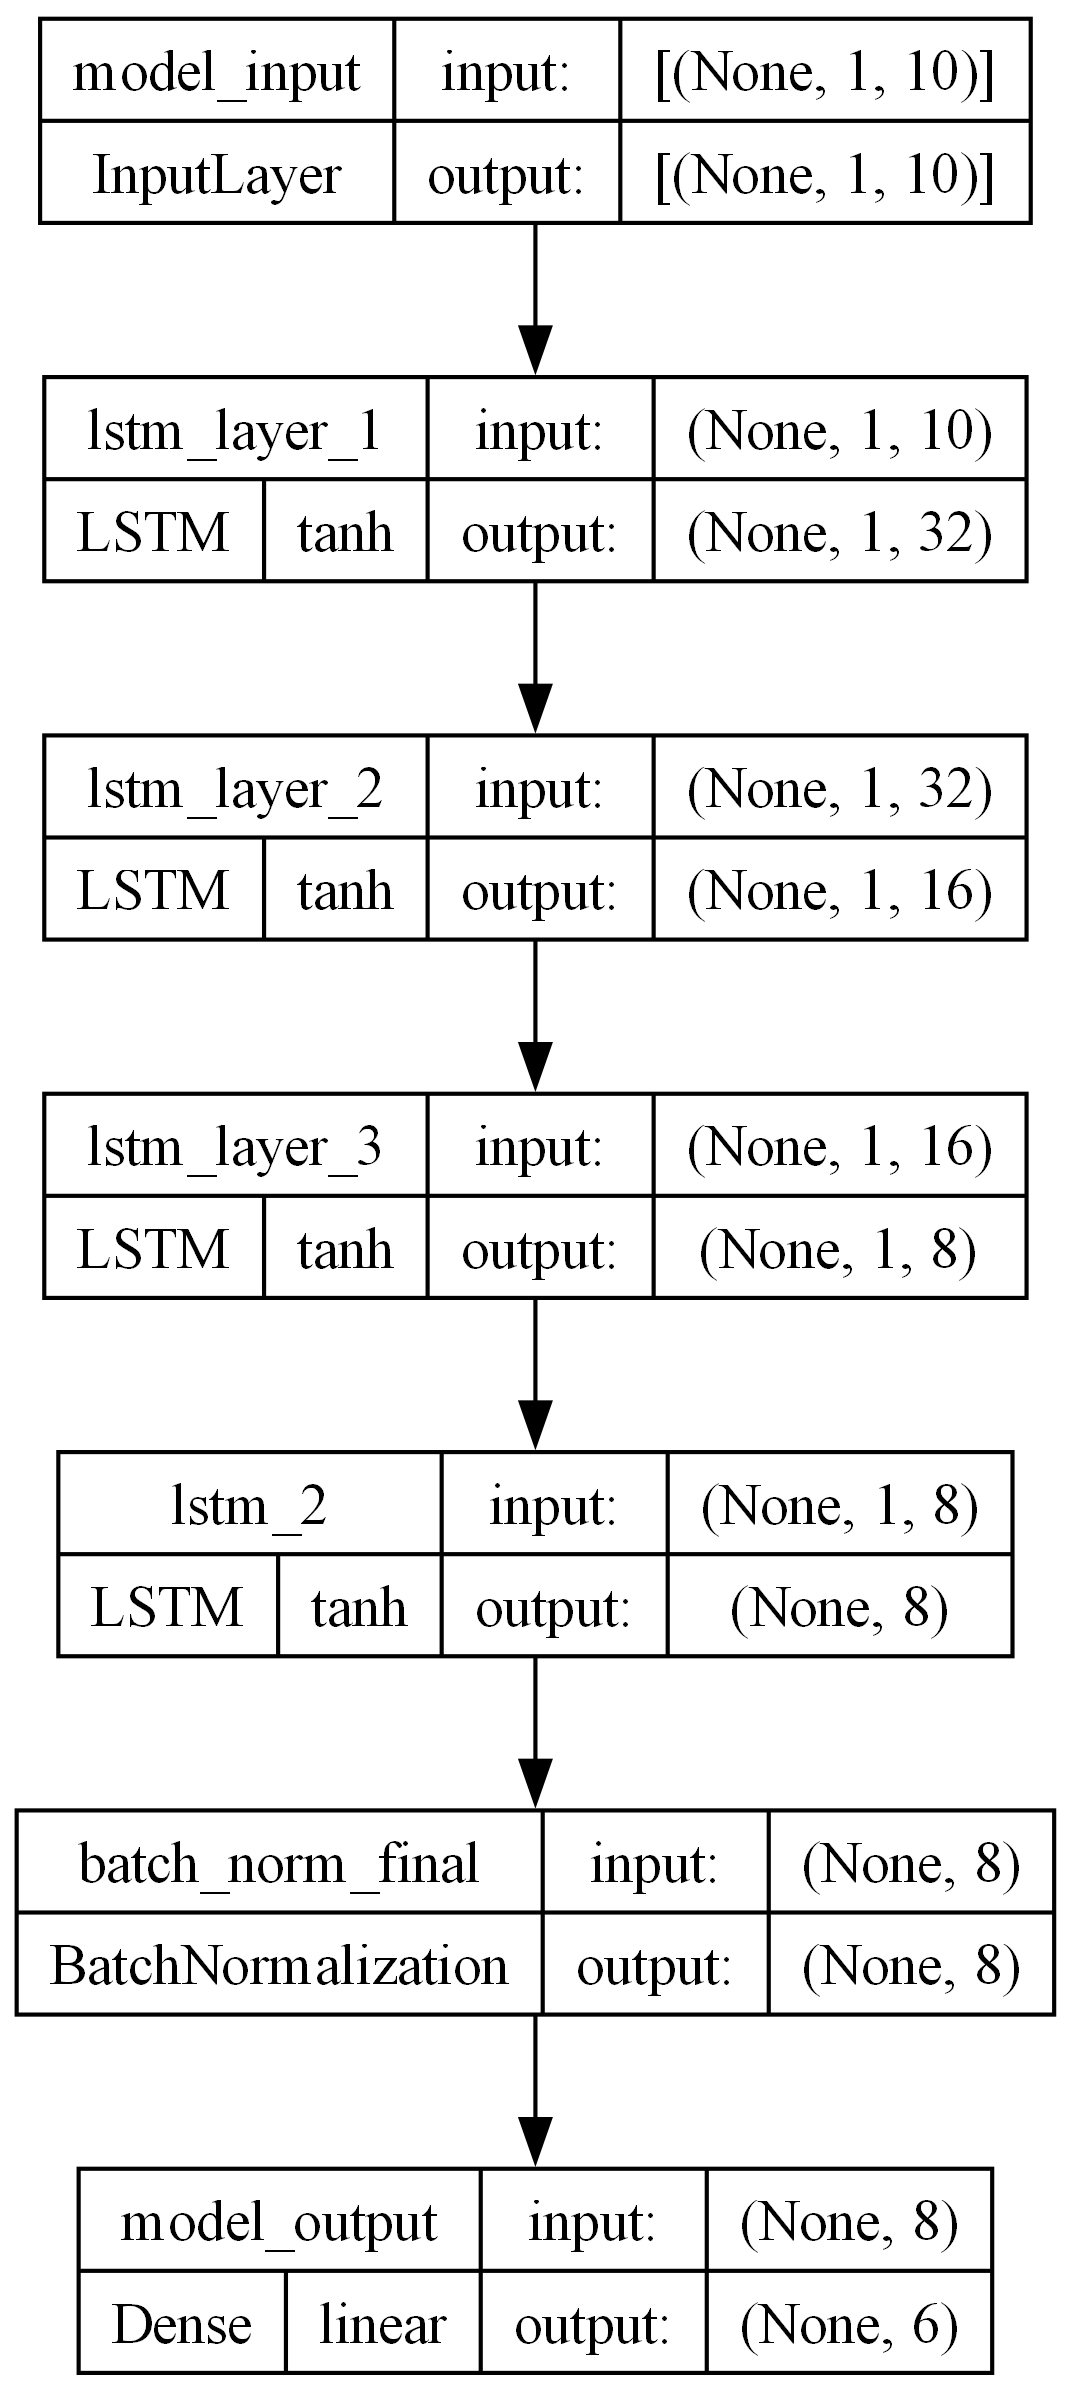 model_input input: [(None, 1, 10)]
InputLayer output: [(None, 1, 10)]
lstm_layer_1 input: (None, 1, 10)
LSTM tanh output: (None, 1, 32)
lstm_layer_2 input: (None, 1, 32)
LSTM tanh output: (None, 1, 16)
lstm_layer_3 input: (None, 1, 16)
LSTM tanh output: (None, 1, 8)
lstm_2 input: (None, 1, 8)
LSTM tanh output: (None, 8)
batch_norm_final input: (None, 8)
BatchNormalization output: (None, 8)
model_output input: (None, 8)
Dense linear output: (None, 6)